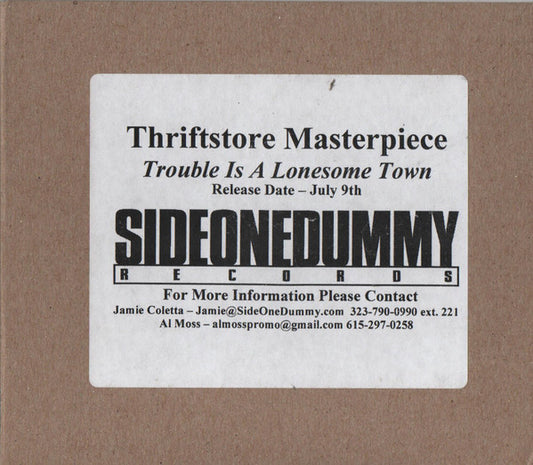 Thriftstore Masterpiece
Trouble Is A Lonesome Town
Release Date – July 9th
SIDEONEDUMMY
RECORDS
For More Information Please Contact
Jamie Coletta – Jamie@SideOneDummy.com 323-790-0990 ext. 221
Al Moss – almosspromo@gmail.com 615-297-0258